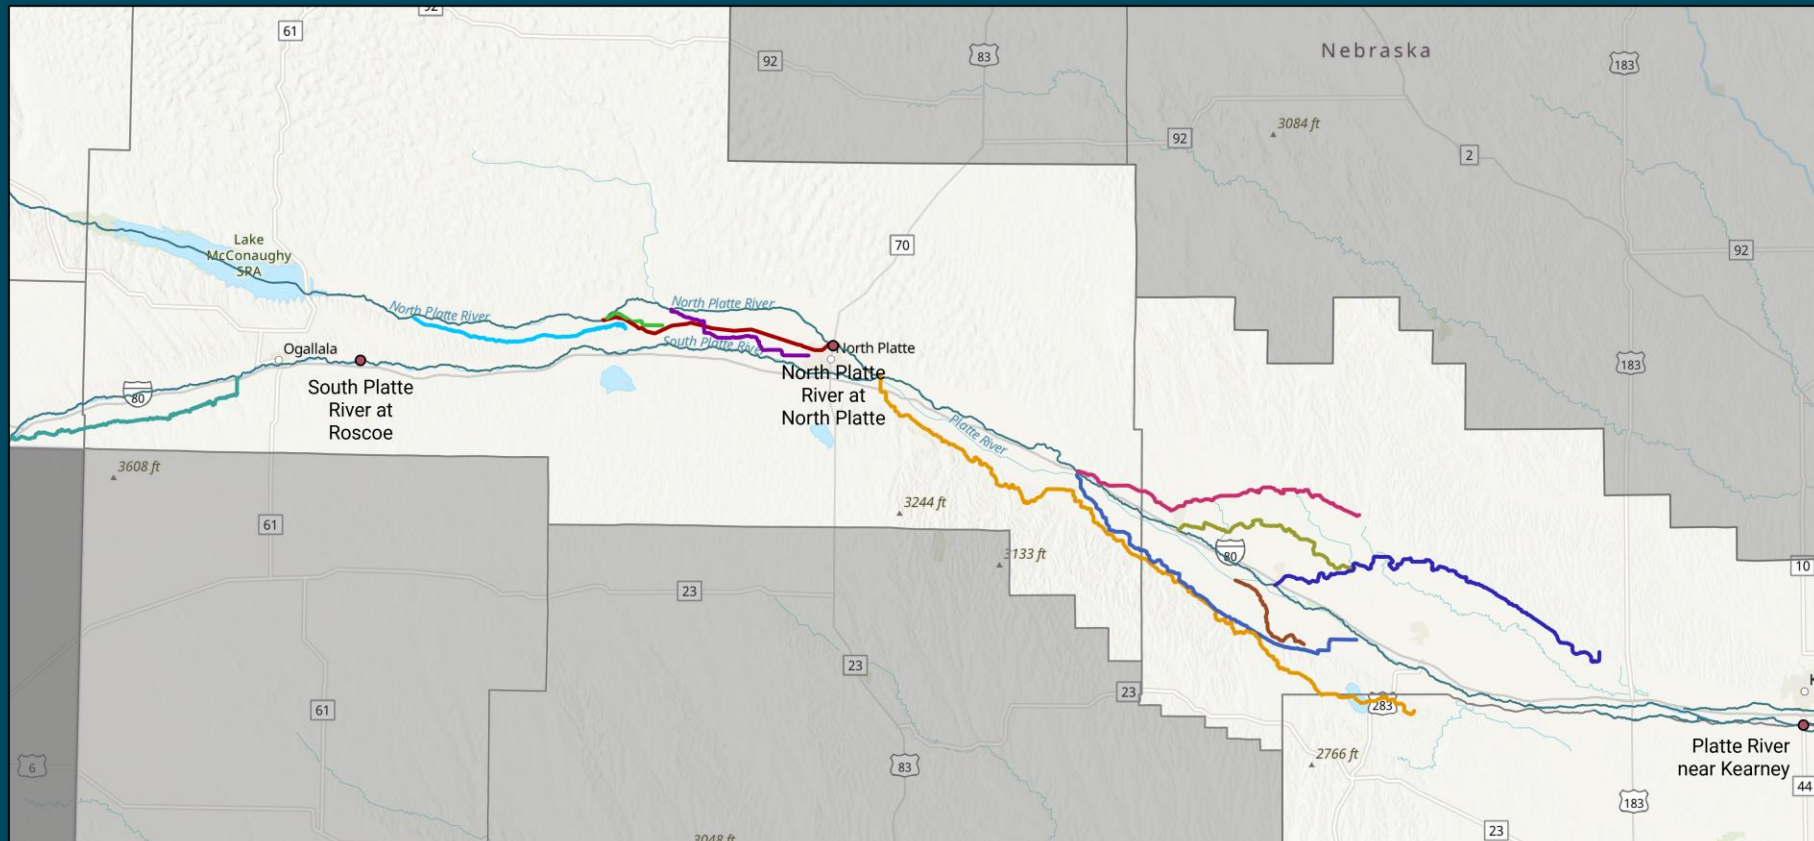 92
61
92
83
Nebraska
183
3084 ft
92
2
Lake
McConaughy
SRA
70
92
North Platte River
North Platte River
South Platte River
Ogallala
North Platte
183
80
South Platte
River at
Roscoe
North Platte
River at
North Platte
Platte River
3608 ft
3244 ft
61
3133 ft
80
10
23
23
23
61
283
Platte River
near Kearney
2766 ft
6
83
44
183
23
3048 ft